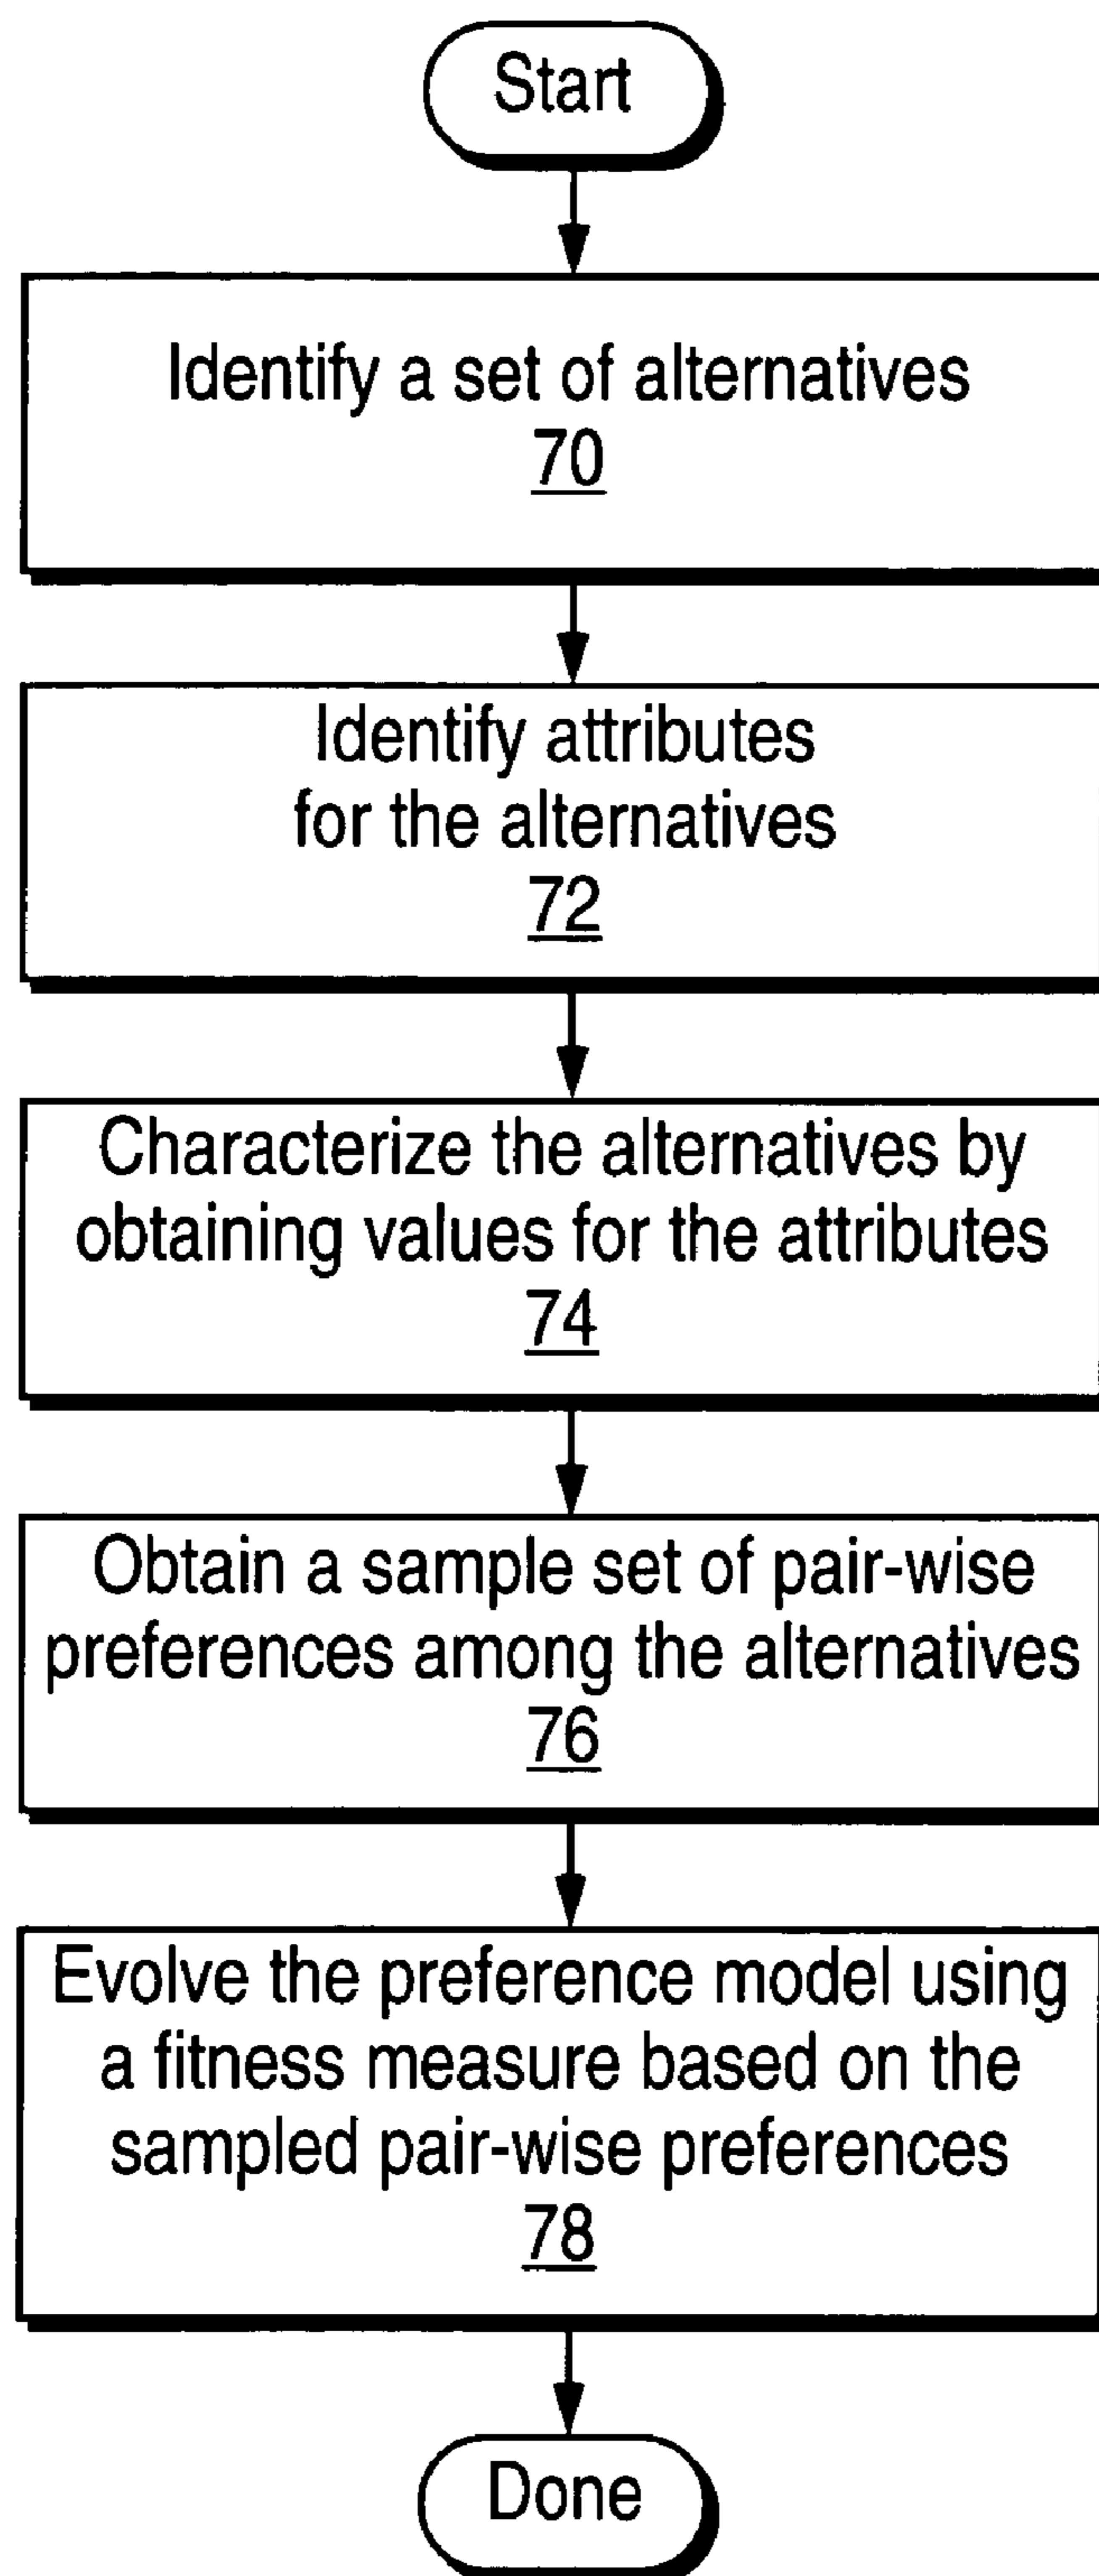 Start
Identify a set of alternatives
70
Identify attributes
for the alternatives
72
Characterize the alternatives by
obtaining values for the attributes
74
Obtain a sample set of pair-wise
preferences among the alternatives
76
Evolve the preference model using
a fitness measure based on the
sampled pair-wise preferences
78
Done